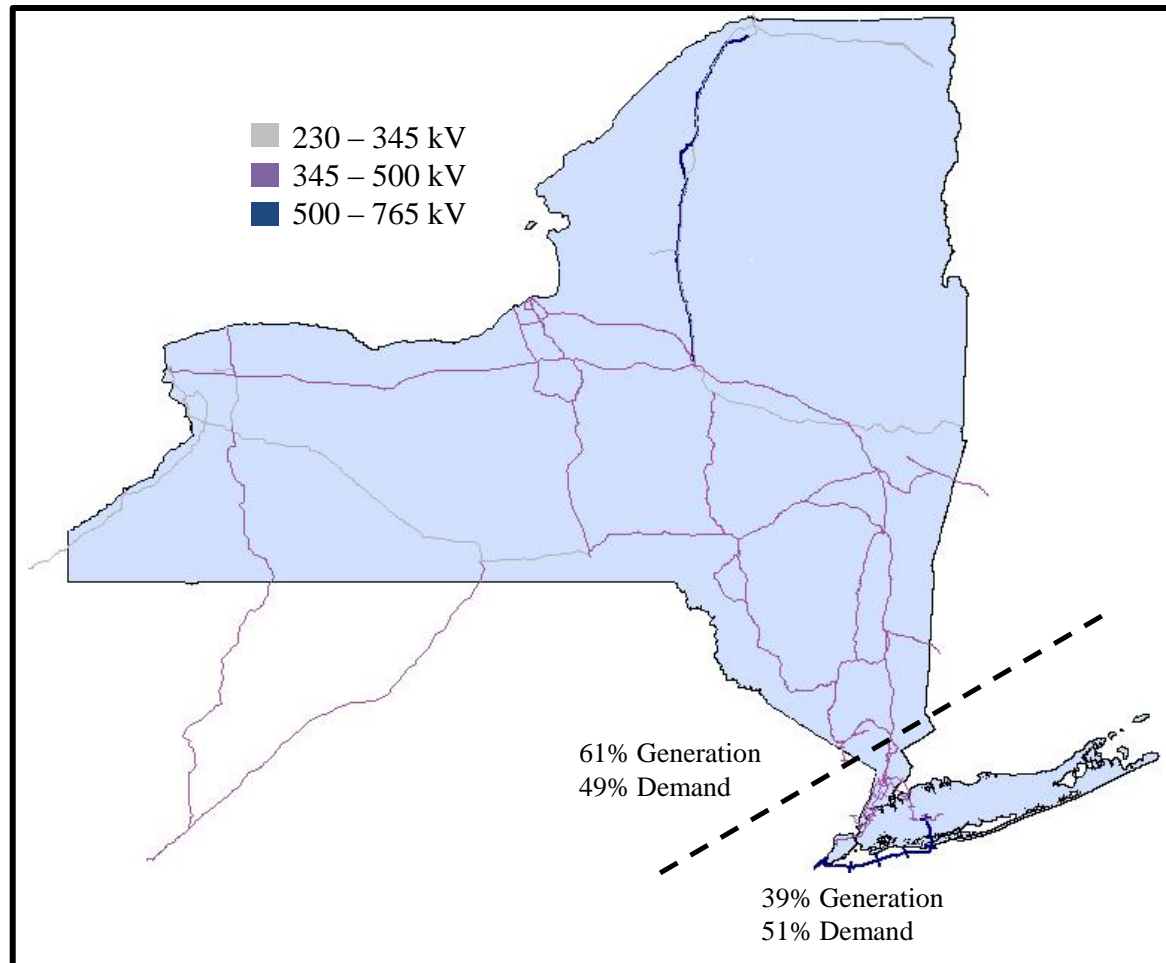 230 – 345 kV
345 – 500 kV
500 – 765 kV
61% Generation
49% Demand
39% Generation
51% Demand